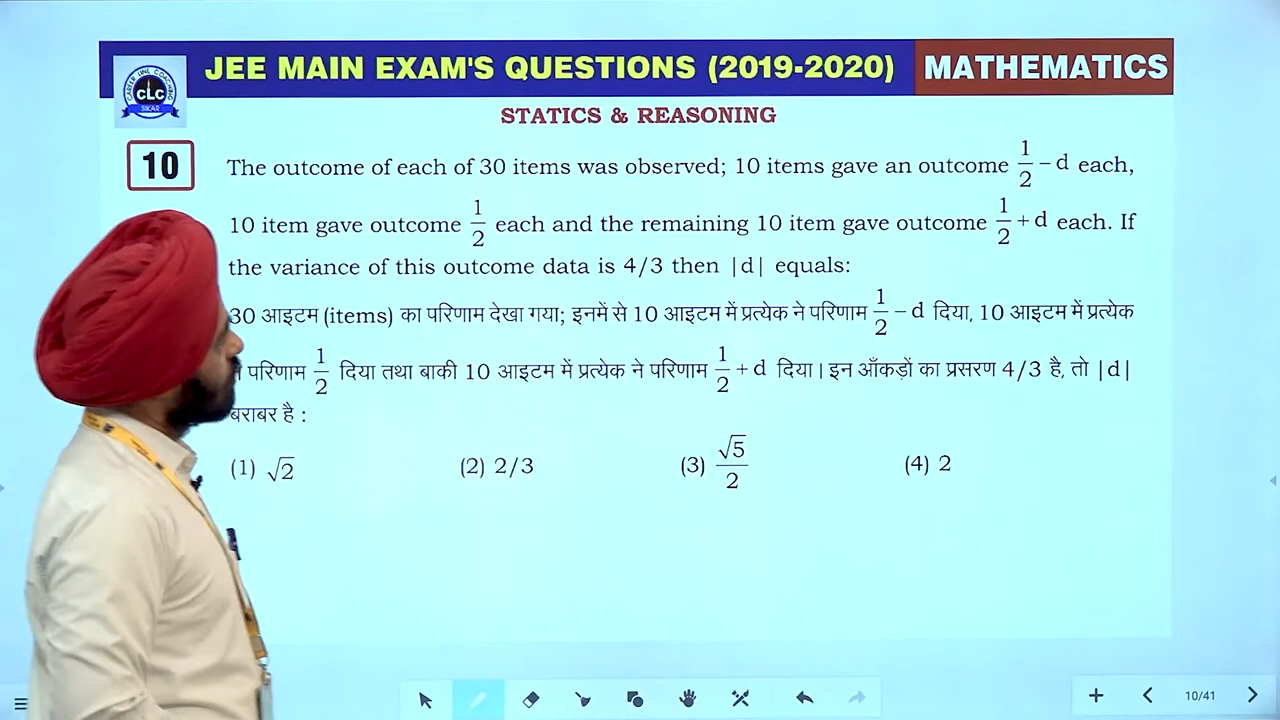 JEE MAIN EXAM'S QUESTIONS (2019-2020) MATHEMATICS
CAREER LINE COACHING
CLC
SIKAR
STATICS & REASONING
10 The outcome of each of 30 items was observed; 10 items gave an outcome 1/2 − d each,
10 item gave outcome 1/2 each and the remaining 10 item gave outcome 1/2 + d each. If
the variance of this outcome data is 4/3 then |d| equals:
30 आइटम (items) का परिणाम देखा गया; इनमें से 10 आइटम में प्रत्येक ने परिणाम 1/2 − d दिया, 10 आइटम में प्रत्येक
परिणाम 1/2 दिया तथा बाकी 10 आइटम में प्रत्येक ने परिणाम 1/2 + d दिया। इन आँकड़ों का प्रसरण 4/3 है, तो |d|
बराबर है :
(1) √2 (2) 2/3 (3) √5/2 (4) 2
10/41